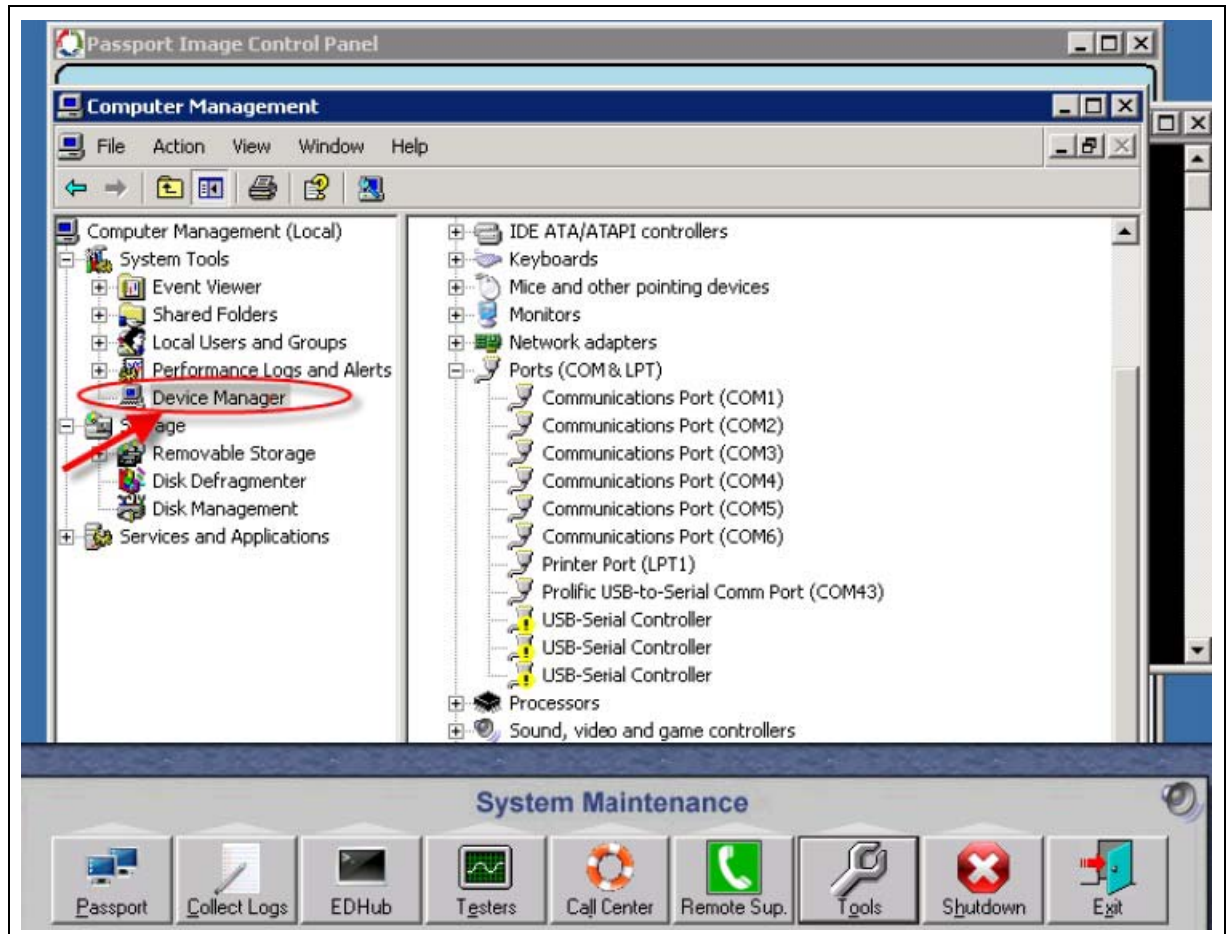 Passport Image Control Panel
Computer Management
File Action View Window Help
Computer Management (Local)
System Tools
Event Viewer
Shared Folders
Local Users and Groups
Performance Logs and Alerts
Device Manager
Storage
Removable Storage
Disk Defragmenter
Disk Management
Services and Applications
IDE ATA/ATAPI controllers
Keyboards
Mice and other pointing devices
Monitors
Network adapters
Ports (COM & LPT)
Communications Port (COM1)
Communications Port (COM2)
Communications Port (COM3)
Communications Port (COM4)
Communications Port (COM5)
Communications Port (COM6)
Printer Port (LPT1)
Prolific USB-to-Serial Comm Port (COM43)
USB-Serial Controller
USB-Serial Controller
USB-Serial Controller
Processors
Sound, video and game controllers
System Maintenance
Passport Collect Logs EDHub Testers Call Center Remote Sup. Tools Shutdown Exit